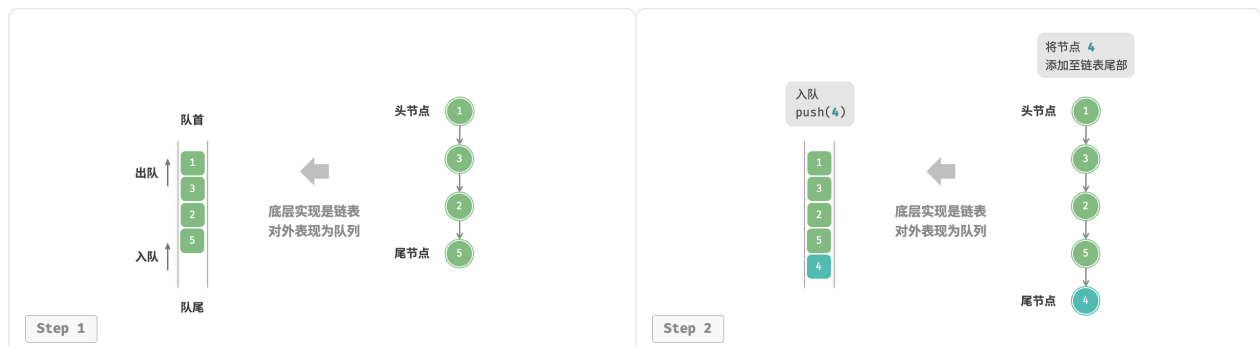 队首
出队
1
3
2
5
入队
队尾
底层实现是链表
对外表现为队列
头节点
1
3
2
尾节点
5
Step 1
入队
push(4)
1
3
2
5
4
底层实现是链表
对外表现为队列
将节点 4
添加至链表尾部
头节点
1
3
2
5
尾节点
4
Step 2